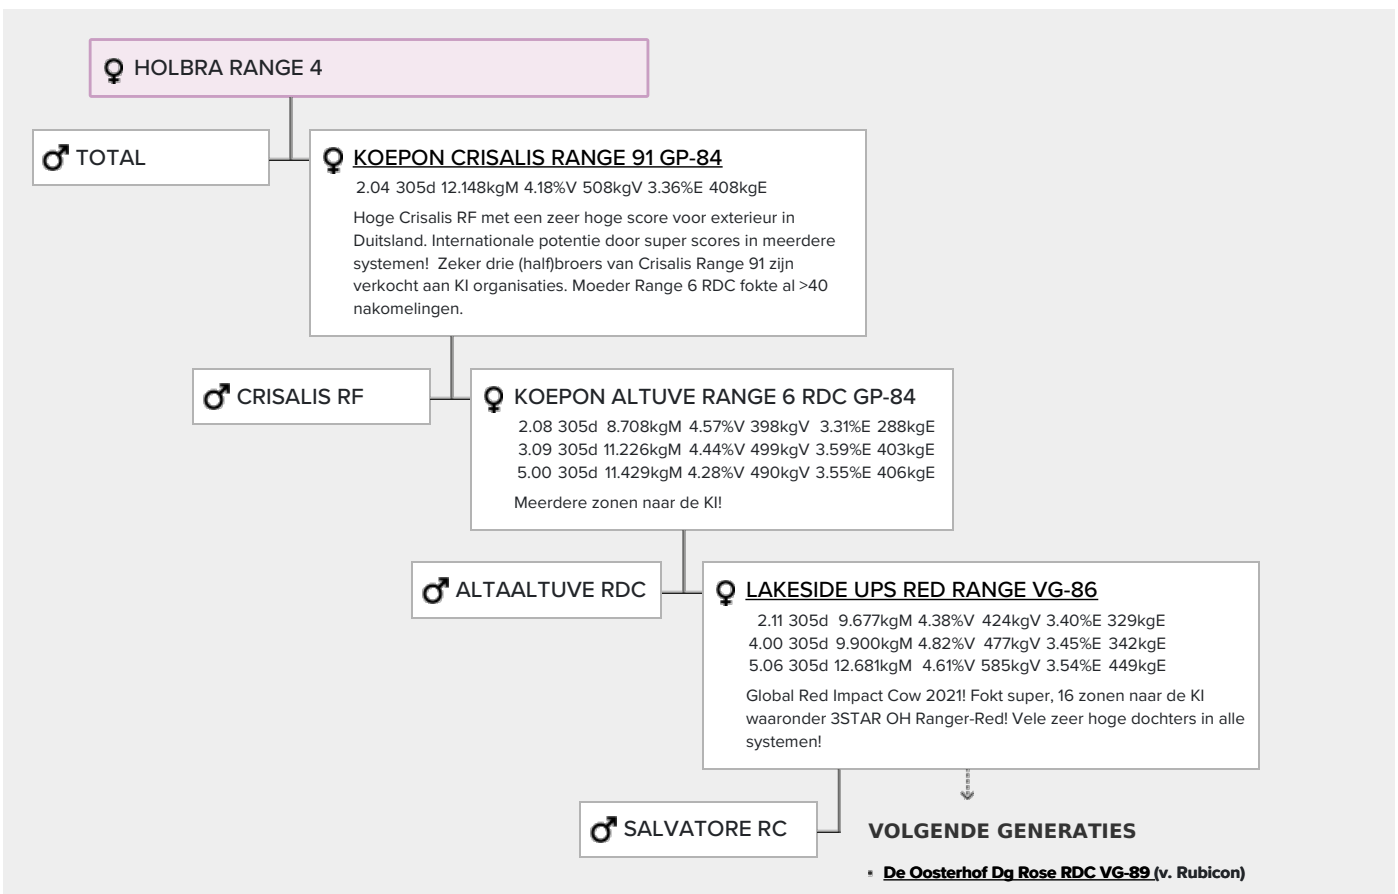 HOLBRA RANGE 4
TOTAL
KOEPON CRISALIS RANGE 91 GP-84
2.04 305d 12.148kgM 4.18%V 508kgV 3.36%E 408kgE
Hoge Crisalis RF met een zeer hoge score voor exterieur in
Duitsland. Internationale potentie door super scores in meerdere
systemen! Zeker drie (half)broers van Crisalis Range 91 zijn
verkocht aan KI organisaties. Moeder Range 6 RDC fokte al >40
nakomelingen.
CRISALIS RF
KOEPON ALTUVE RANGE 6 RDC GP-84
2.08 305d 8.708kgM 4.57%V 398kgV 3.31%E 288kgE
3.09 305d 11.226kgM 4.44%V 499kgV 3.59%E 403kgE
5.00 305d 11.429kgM 4.28%V 490kgV 3.55%E 406kgE
Meerdere zonen naar de KI!
ALTAALTUVE RDC
LAKESIDE UPS RED RANGE VG-86
2.11 305d 9.677kgM 4.38%V 424kgV 3.40%E 329kgE
4.00 305d 9.900kgM 4.82%V 477kgV 3.45%E 342kgE
5.06 305d 12.681kgM 4.61%V 585kgV 3.54%E 449kgE
Global Red Impact Cow 2021! Fokt super, 16 zonen naar de KI
waaronder 3STAR OH Ranger-Red! Vele zeer hoge dochters in alle
systemen!
SALVATORE RC
VOLGENDE GENERATIES
▪ De Oosterhof Dg Rose RDC VG-89 (v. Rubicon)